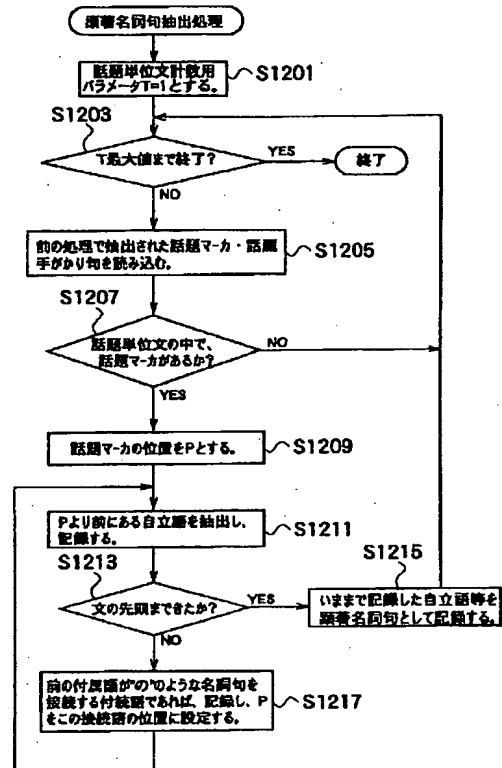 顕著名詞句抽出処理
話題単位文計数用
パラメータT=1とする。
S1201
S1203
T最大値まで終了?
YES
終了
NO
前の処理で抽出された話題マーカ・話題
手がかり句を読み込む。
S1205
S1207
話題単位文の中で、
話題マーカがあるか?
NO
YES
話題マーカの位置をPとする。
S1209
Pより前にある自立語を抽出し、
記録する。
S1211
S1213
文の先頭まできたか?
YES
S1215
いままで記録した自立語等を
顕著名詞句として記録する。
NO
前の付属語が"の"のような名詞句を
接続する付続語であれば、記録し、P
をこの接続語の位置に設定する。
S1217